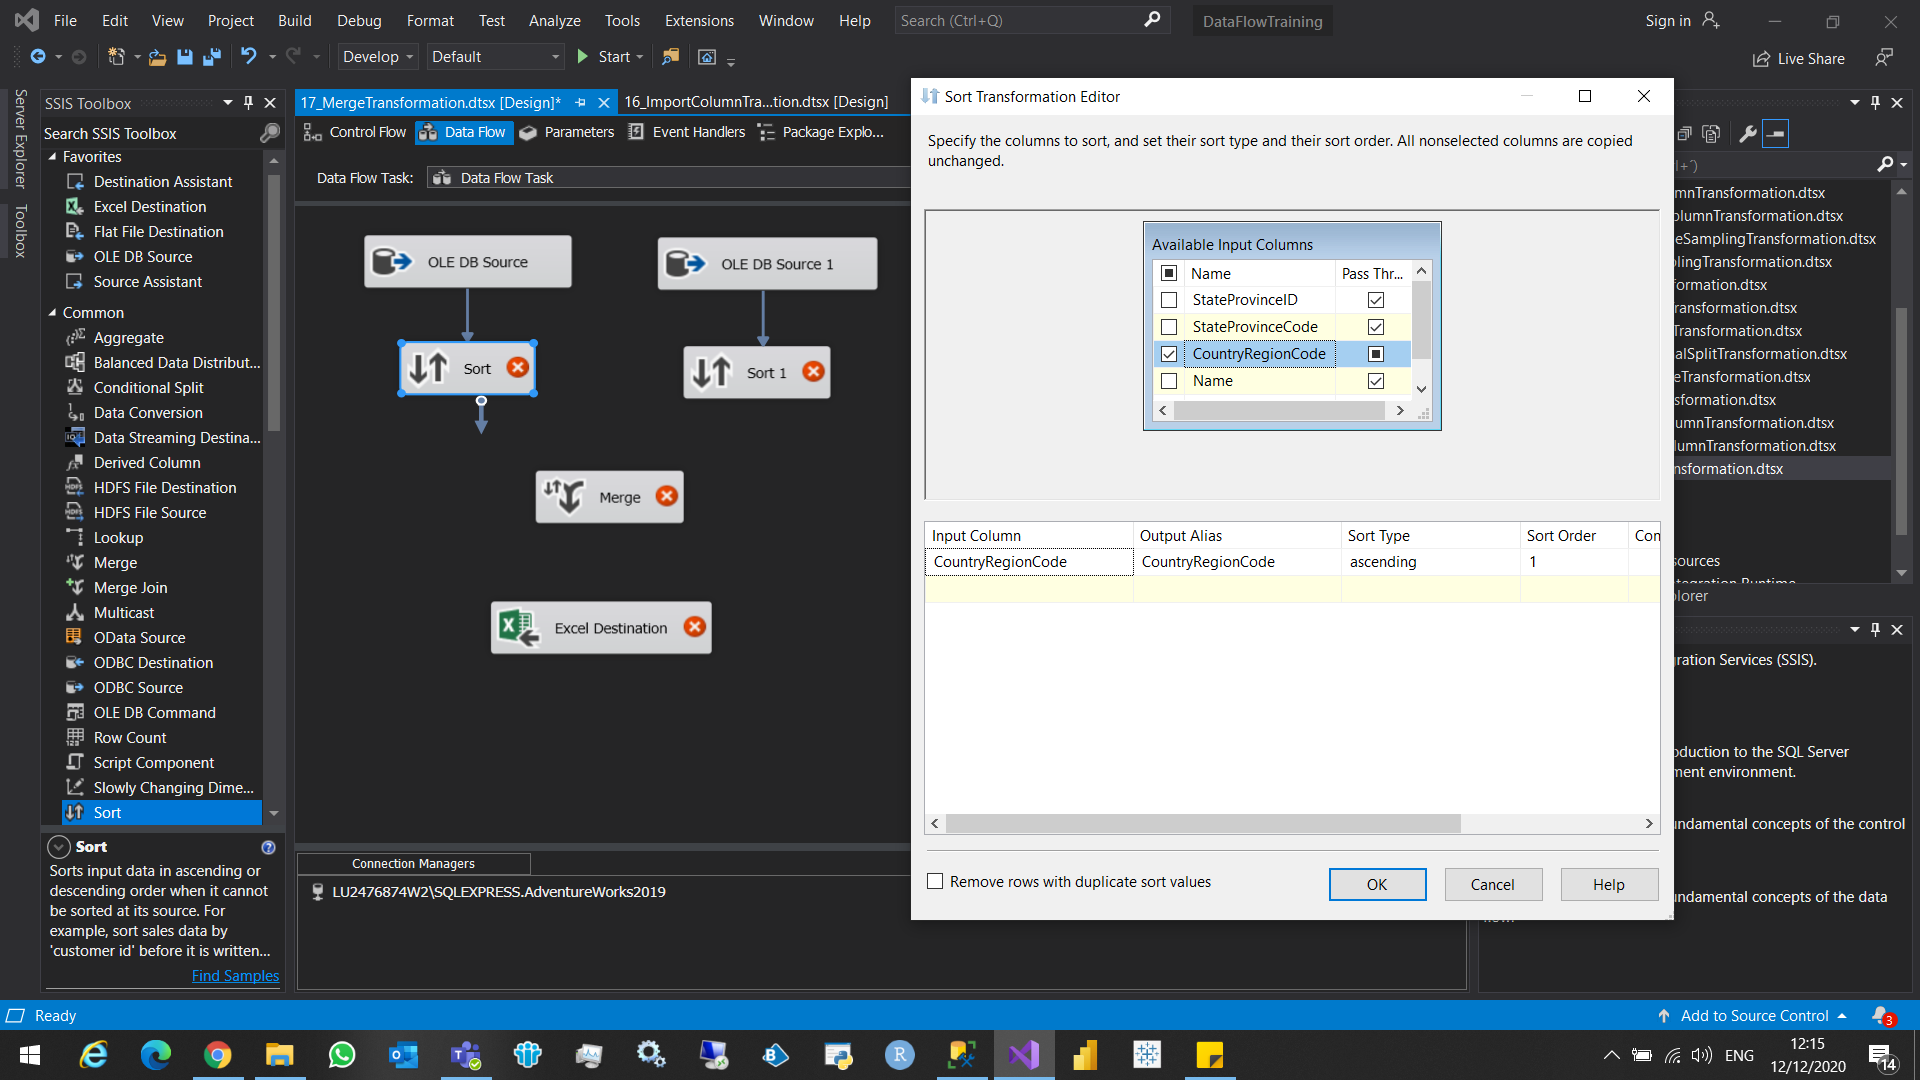 File Edit View Project Build Debug Format Test Analyze Tools Extensions Window Help Search (Ctrl+Q) DataFlowTraining Sign in
Develop Default Start Live Share
Server Explorer
Toolbox
SSIS Toolbox
Search SSIS Toolbox
Favorites
Destination Assistant
Excel Destination
Flat File Destination
OLE DB Source
Source Assistant
Common
Aggregate
Balanced Data Distribut...
Conditional Split
Data Conversion
Data Streaming Destina...
Derived Column
HDFS File Destination
HDFS File Source
Lookup
Merge
Merge Join
Multicast
OData Source
ODBC Destination
ODBC Source
OLE DB Command
Row Count
Script Component
Slowly Changing Dime...
Sort
Sort
Sorts input data in ascending or
descending order when it cannot
be sorted at its source. For
example, sort sales data by
'customer id' before it is written...
Find Samples
17_MergeTransformation.dtsx [Design]* 16_ImportColumnTra...tion.dtsx [Design]
Control Flow Data Flow Parameters Event Handlers Package Explo...
Data Flow Task: Data Flow Task
OLE DB Source
OLE DB Source 1
Sort
Sort 1
Merge
Excel Destination
Connection Managers
LU2476874W2\SQLEXPRESS.AdventureWorks2019
Sort Transformation Editor
Specify the columns to sort, and set their sort type and their sort order. All nonselected columns are copied
unchanged.
Available Input Columns
Name Pass Thr...
StateProvinceID
StateProvinceCode
CountryRegionCode
Name
Input Column Output Alias Sort Type Sort Order Con
CountryRegionCode CountryRegionCode ascending 1
Remove rows with duplicate sort values
OK Cancel Help
mnTransformation.dtsx
olumnTransformation.dtsx
eSamplingTransformation.dtsx
plingTransformation.dtsx
formation.dtsx
ransformation.dtsx
Transformation.dtsx
alSplitTransformation.dtsx
eTransformation.dtsx
sformation.dtsx
umnTransformation.dtsx
lumnTransformation.dtsx
nsformation.dtsx
sources
tegration Runtime
lorer
ration Services (SSIS).
oduction to the SQL Server
ment environment.
undamental concepts of the control
undamental concepts of the data
Ready Add to Source Control 3
ENG 12:15
12/12/2020
14